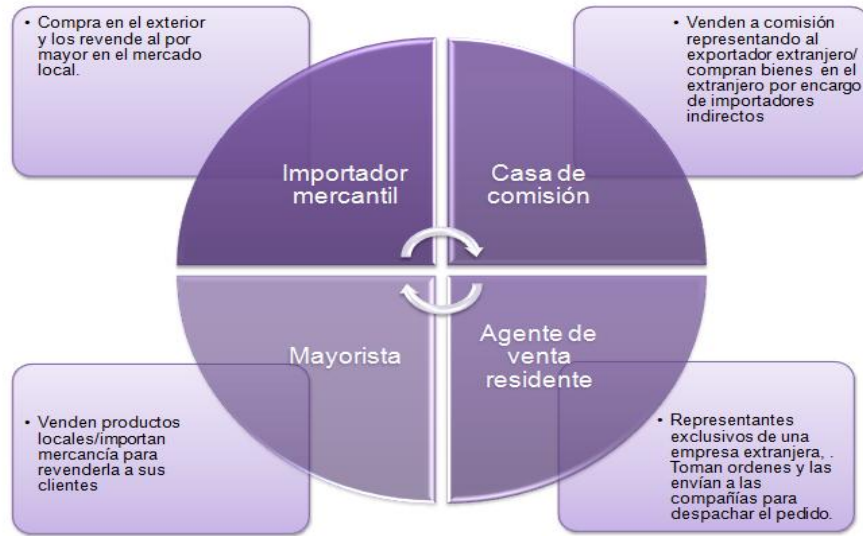 • Compra en el exterior
y los revende al por
mayor en el mercado
local.
• Venden a comisión
representando al
exportador extranjero/
compran bienes en el
extranjero por encargo
de importadores
indirectos
Importador
mercantil
Casa de
comisión
Mayorista
Agente de
venta
residente
• Venden productos
locales/importan
mercancía para
revenderla a sus
clientes
• Representantes
exclusivos de una
empresa extranjera, .
Toman ordenes y las
envían a las
compañías para
despachar el pedido.